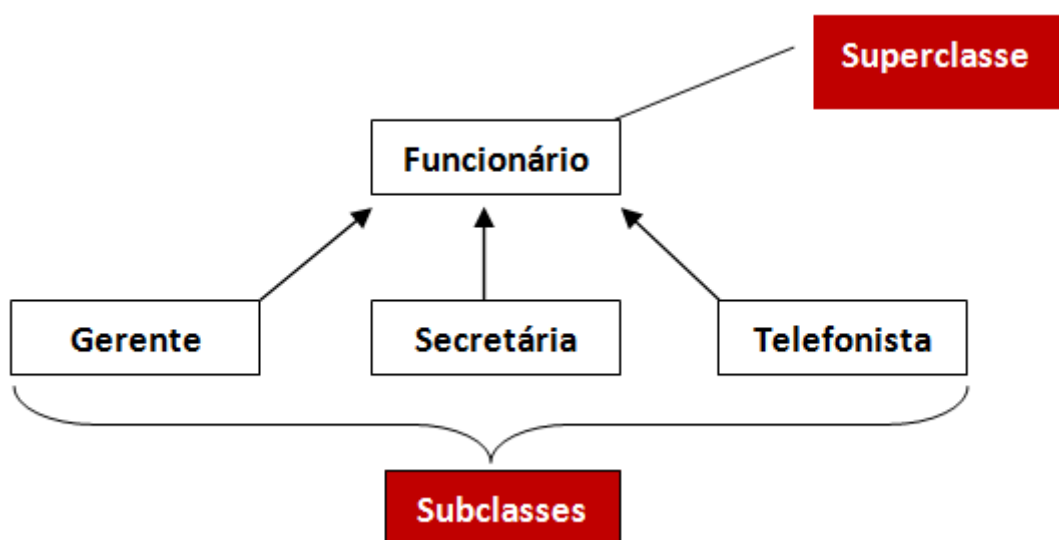 Superclasse
Funcionário
Gerente
Secretária
Telefonista
Subclasses